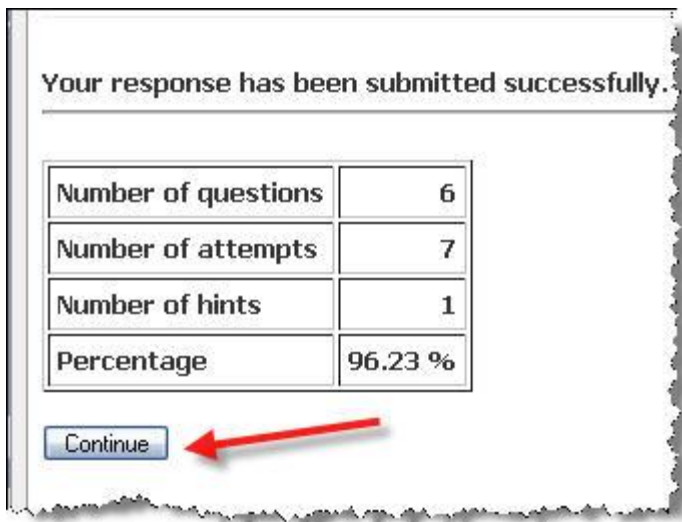 Your response has been submitted successfully.
Number of questions 6
Number of attempts 7
Number of hints 1
Percentage 96.23 %
Continue